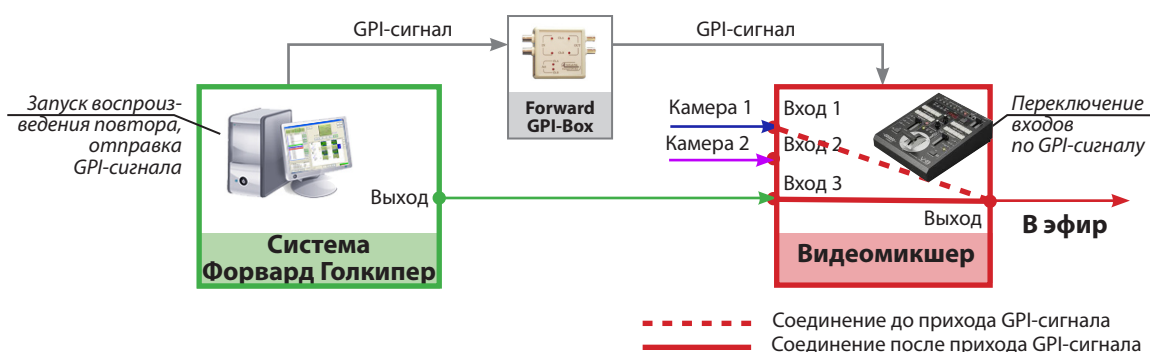 GPI-сигнал
GPI-сигнал
Запуск воспроиз-
ведения повтора,
отправка
GPI-сигнала
Forward
GPI-Box
Камера 1
Вход 1
Переключение
входов
по GPI-сигналу
Камера 2
Вход 2
Вход 3
Выход
Выход
В эфир
Система
Форвард Голкипер
Видеомикшер
Соединение до прихода GPI-сигнала
Соединение после прихода GPI-сигнала